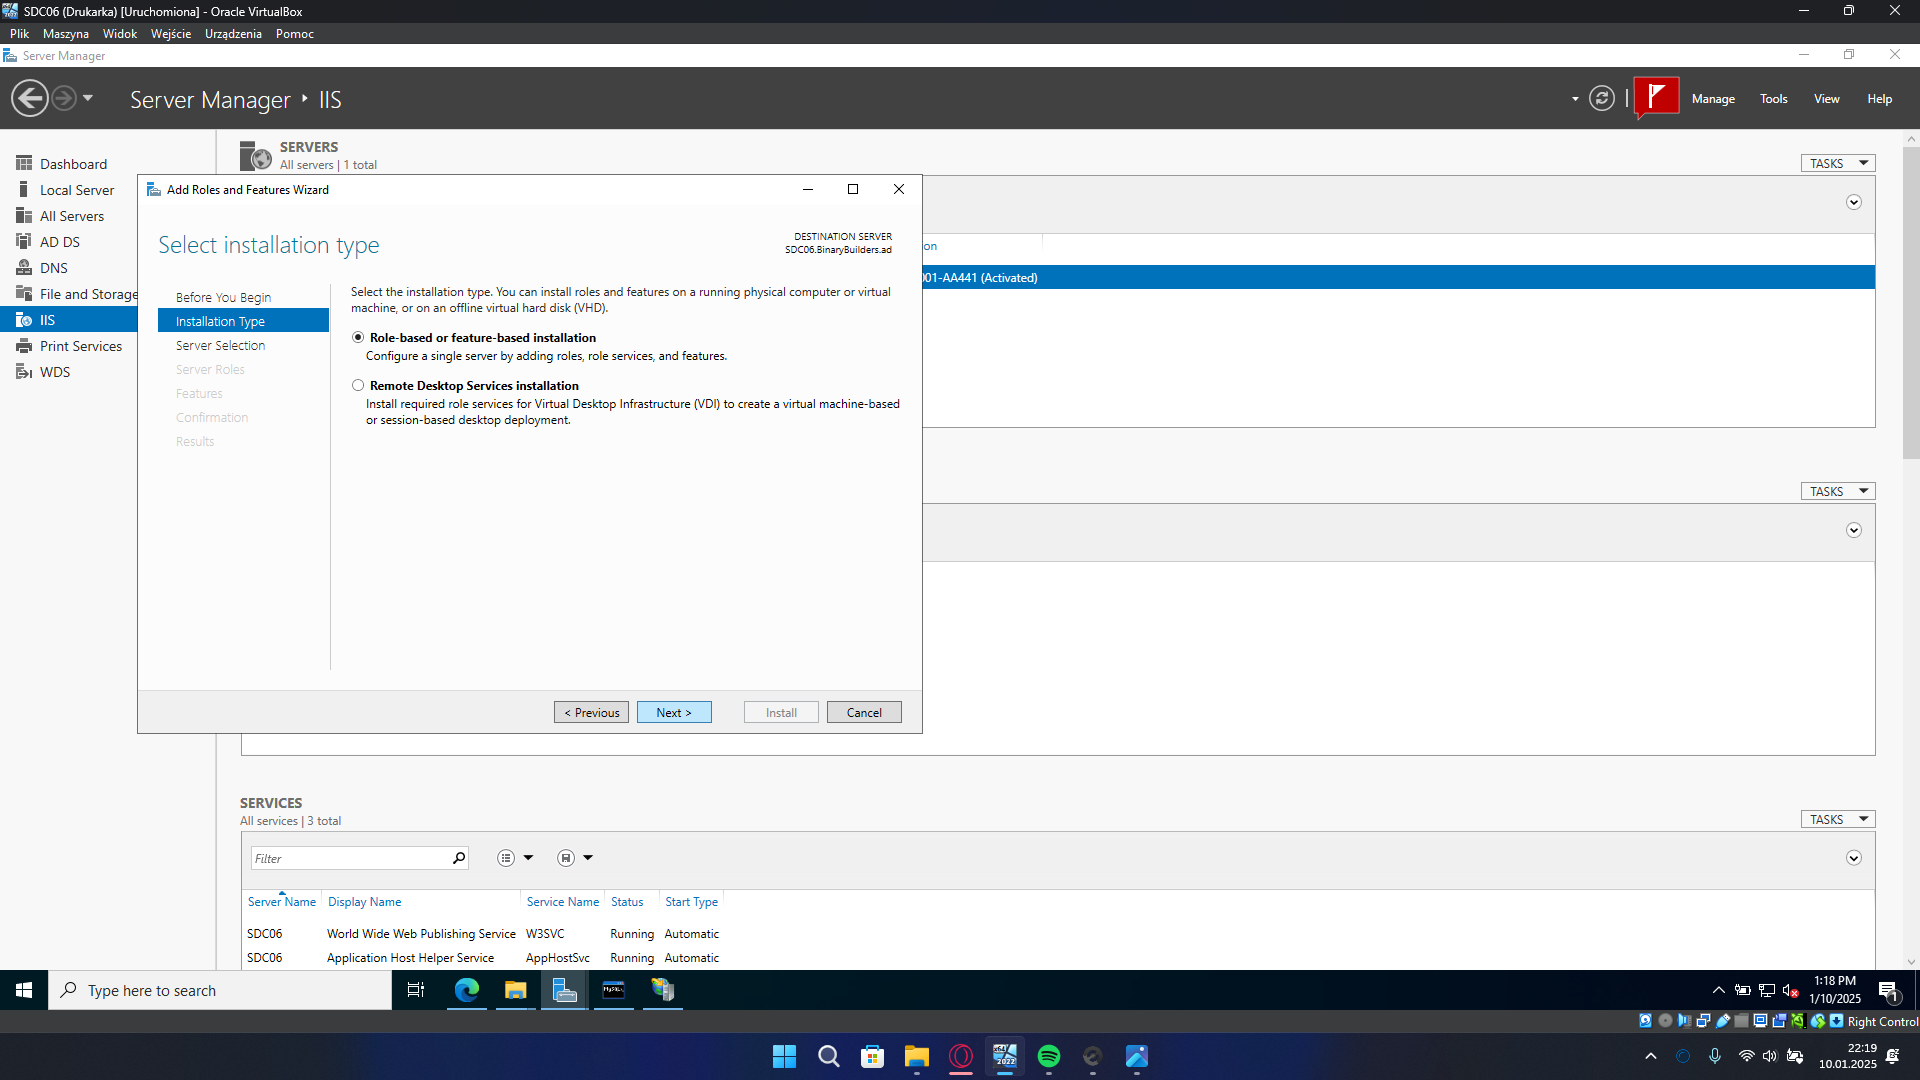 SDC06 (Drukarka) [Uruchomiona] - Oracle VirtualBox
Plik Maszyna Widok Wejście Urządzenia Pomoc
Server Manager
Server Manager IIS
Manage Tools View Help
Dashboard
Local Server
All Servers
AD DS
DNS
File and Storage
IIS
Print Services
WDS
SERVERS
All servers | 1 total
TASKS
Add Roles and Features Wizard
Select installation type
DESTINATION SERVER
SDC06.BinaryBuilders.ad
Before You Begin
Installation Type
Server Selection
Server Roles
Features
Confirmation
Results
Select the installation type. You can install roles and features on a running physical computer or virtual
machine, or on an offline virtual hard disk (VHD).
Role-based or feature-based installation
Configure a single server by adding roles, role services, and features.
Remote Desktop Services installation
Install required role services for Virtual Desktop Infrastructure (VDI) to create a virtual machine-based
or session-based desktop deployment.
< Previous Next > Install Cancel
on
001-AA441 (Activated)
TASKS
SERVICES
All services | 3 total
TASKS
Filter
Server Name Display Name Service Name Status Start Type
SDC06 World Wide Web Publishing Service W3SVC Running Automatic
SDC06 Application Host Helper Service AppHostSvc Running Automatic
Type here to search
MySQL
1:18 PM
1/10/2025
1
Right Control
x64
2022
22:19
10.01.2025